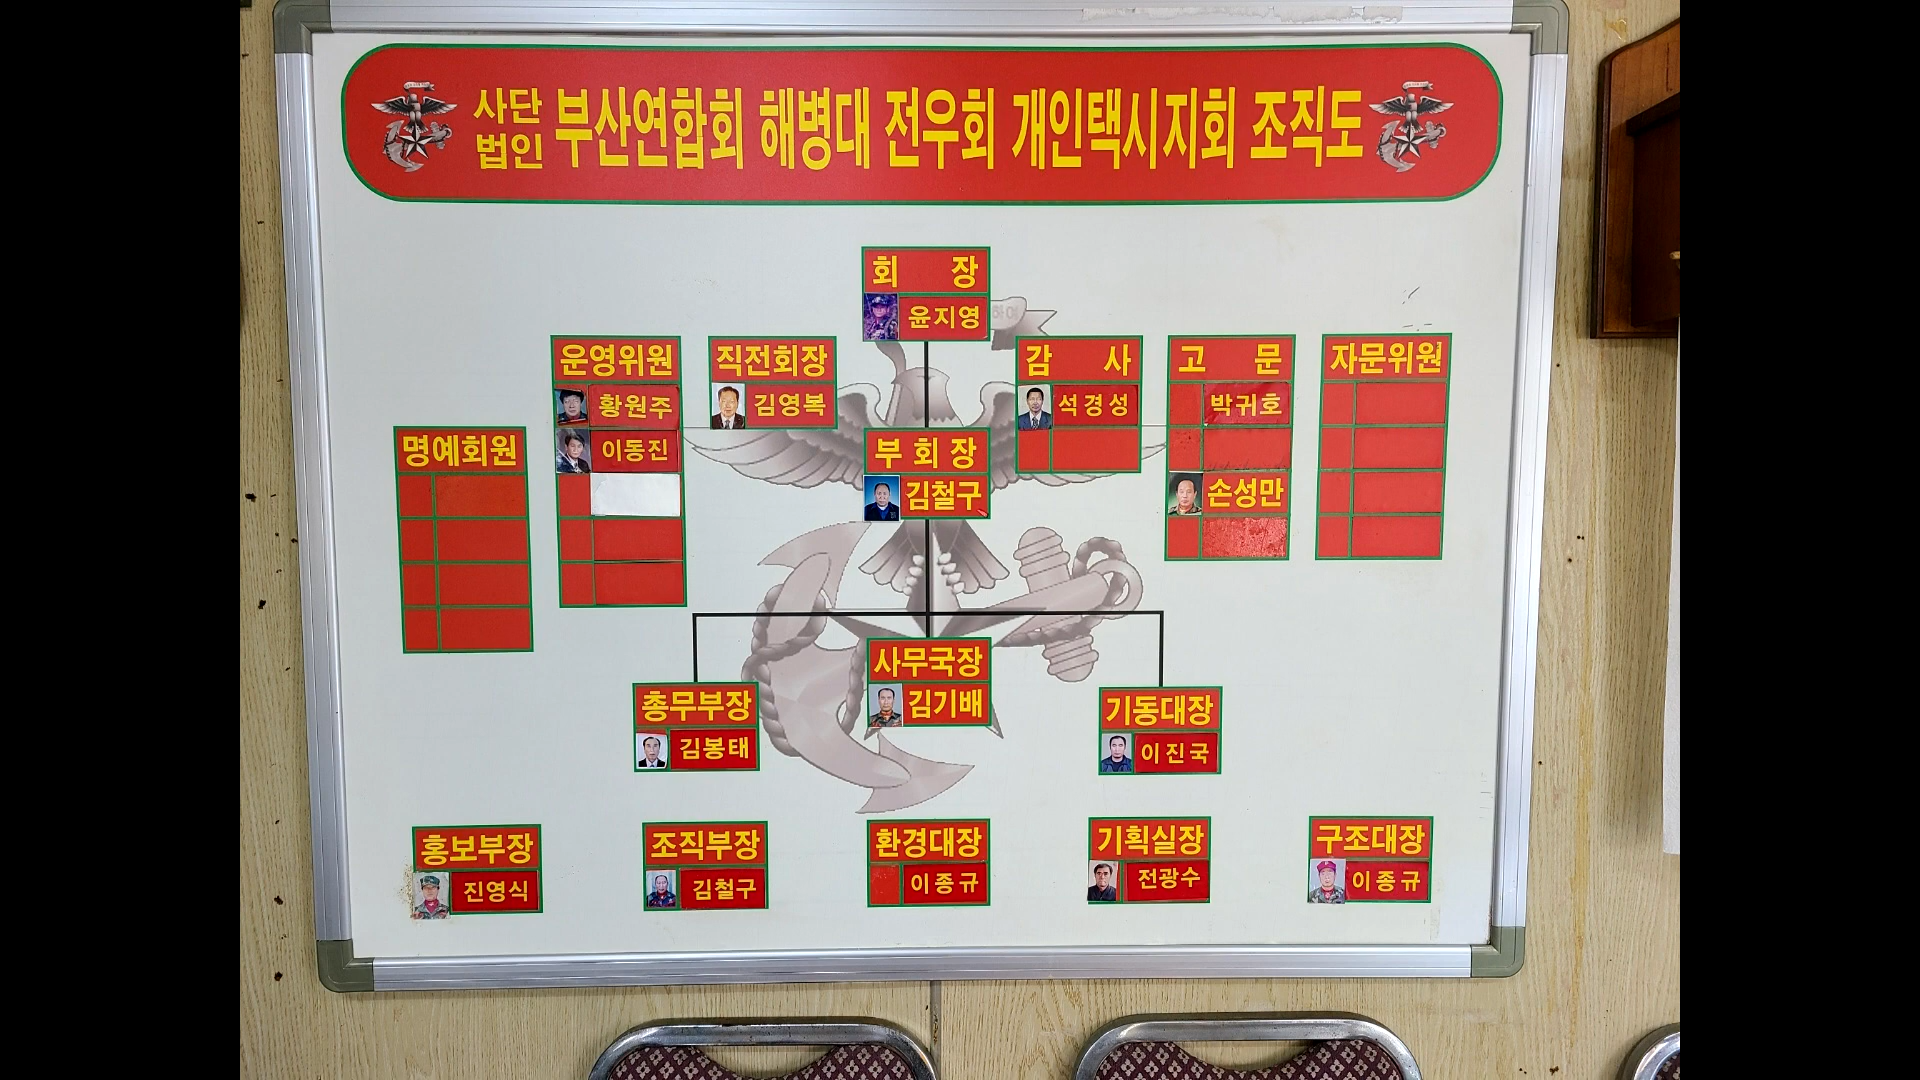 사단
법인
부산연합회 해병대 전우회 개인택시지회 조직도
회 장
윤지영
운영위원
황원주
이동진
직전회장
김영복
감 사
석경성
고 문
박귀호
손성만
자문위원
명예회원
부회장
김철구
사무국장
김기배
총무부장
김봉태
기동대장
이진국
홍보부장
진영식
조직부장
김철구
환경대장
이종규
기획실장
전광수
구조대장
이종규